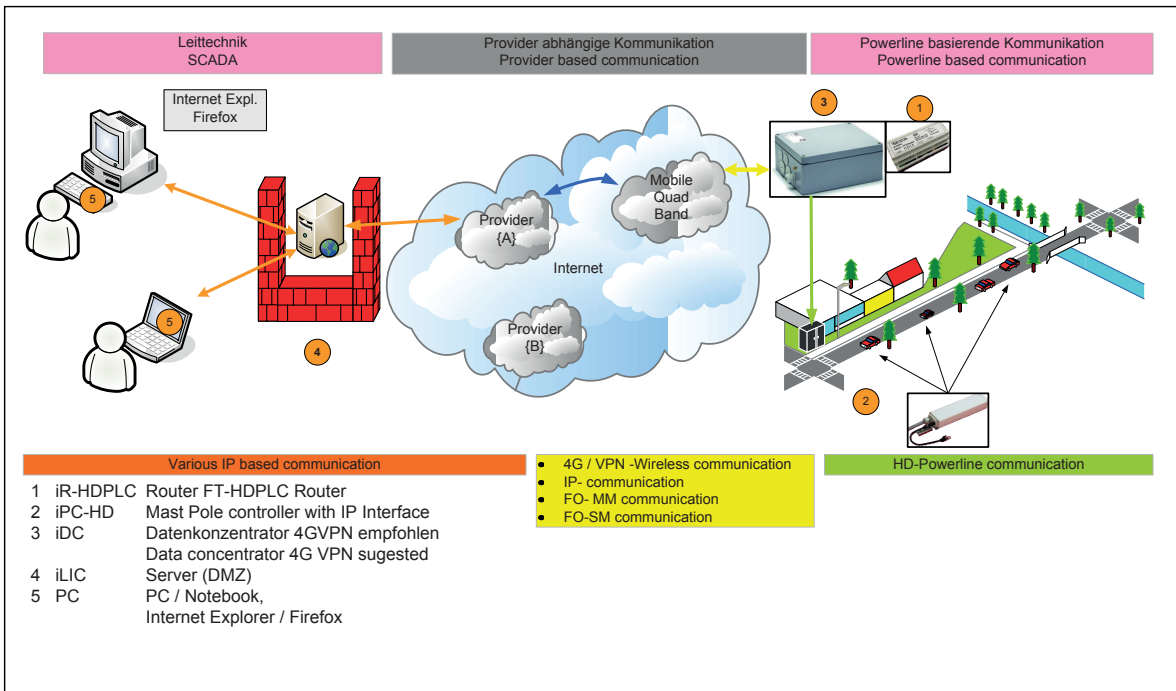 Leittechnik
SCADA
Provider abhängige Kommunikation
Provider based communication
Powerline basierende Kommunikation
Powerline based communication
Internet Expl.
Firefox
3
1
5
Mobile
Quad
Band
Provider
{A}
Internet
5
Provider
{B}
4
2
Various IP based communication
1 iR-HDPLC Router FT-HDPLC Router
2 iPC-HD Mast Pole controller with IP Interface
3 iDC Datenkonzentrator 4GVPN empfohlen
Data concentrator 4G VPN sugested
4 iLIC Server (DMZ)
5 PC PC / Notebook,
Internet Explorer / Firefox
• 4G / VPN -Wireless communication
• IP- communication
• FO- MM communication
• FO-SM communication
HD-Powerline communication